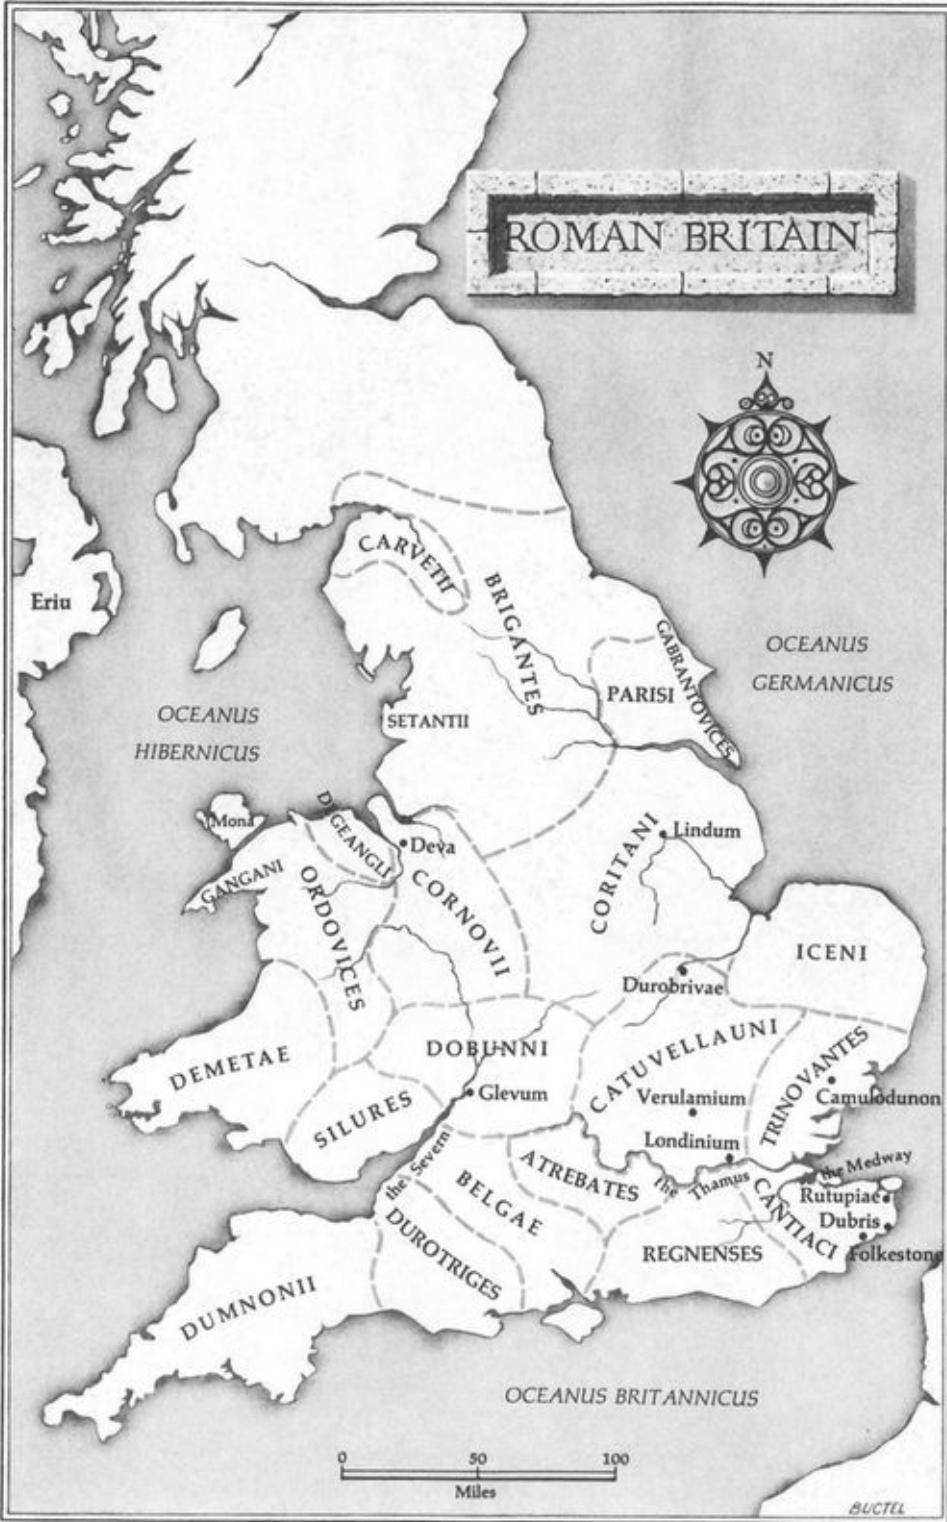 ROMAN BRITAIN
N
CARVETII
BRIGANTES
Eriu
GABRANTOVICES
OCEANUS
GERMANICUS
PARISI
OCEANUS
HIBERNICUS
SETANTII
Mona
DEGEANGLI
Deva
Lindum
GANGANI
ORDOVICES
CORNOVII
CORITANI
ICENI
Durobrivae
DEMETAE
DOBUNNI
CATUVELLAUNI
TRINOVANTES
SILURES
Glevum
Verulamium
Camulodunon
Londinium
the Severn
BELGAE
ATREBATES
The Thamus
CANTIACI
the Medway
Rutupiae
Dubris
Folkestone
DUROTRIGES
REGNENSES
DUMNONII
OCEANUS BRITANNICUS
0 50 100
Miles
BUCTEL